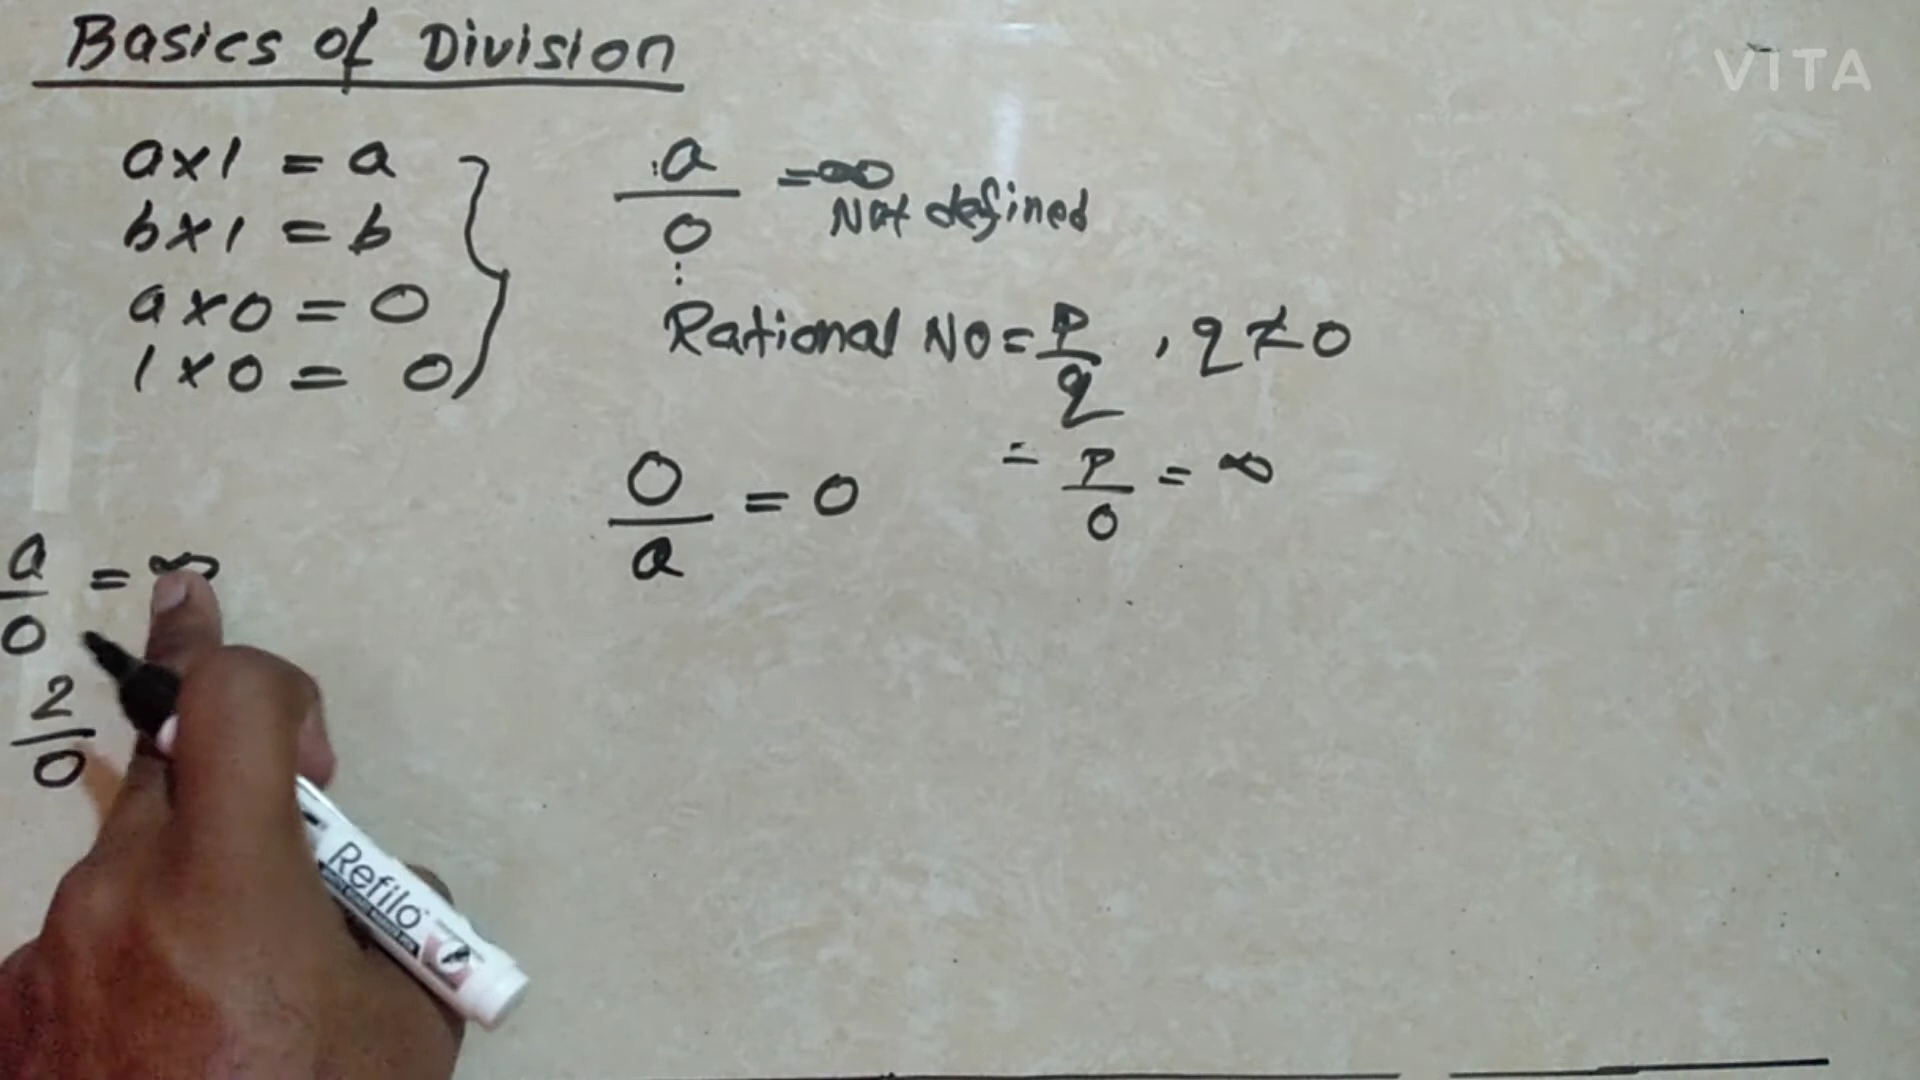 Basics of Division
VITA
a×1 = a
b×1 = b
a×0 = 0
1×0 = 0
a/0 = ∞
Not defined
Rational No = P/q , q ≠ 0
= P/0 = ∞
0/a = 0
a/0 = ∞
2/0
Refilo